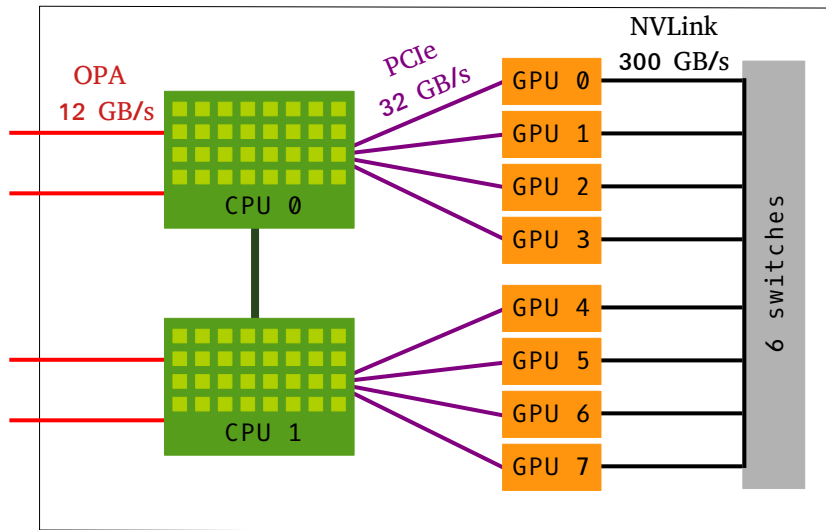 OPA
12 GB/s
PCIe
32 GB/s
NVLink
300 GB/s
CPU 0
CPU 1
GPU 0
GPU 1
GPU 2
GPU 3
GPU 4
GPU 5
GPU 6
GPU 7
6 switches